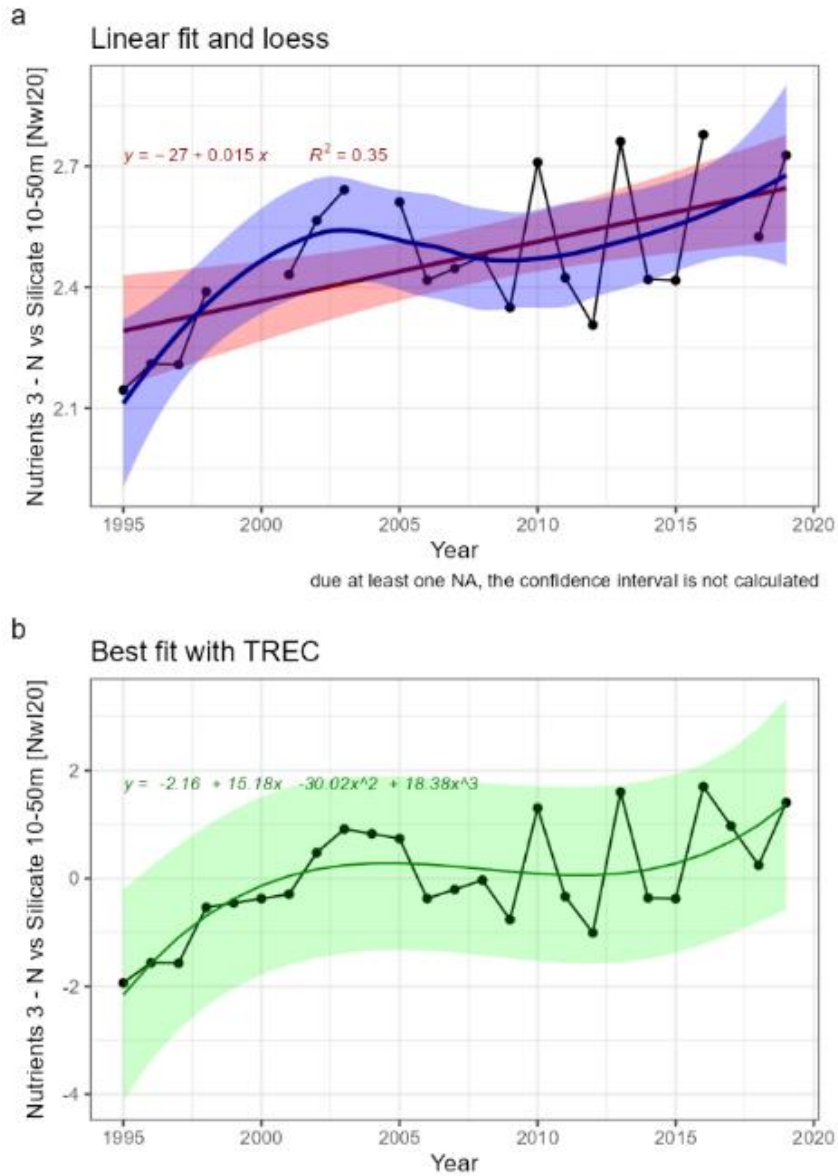 a
Linear fit and loess
Nutrients 3 - N vs Silicate 10-50m [NwI20]
y = − 27 + 0.015 x R² = 0.35
2.7
2.4
2.1
1995 2000 2005 2010 2015 2020
Year
due at least one NA, the confidence interval is not calculated
b
Best fit with TREC
Nutrients 3 - N vs Silicate 10-50m [NwI20]
y = -2.16 + 15.18x -30.02x^2 + 18.38x^3
2
0
-2
-4
1995 2000 2005 2010 2015 2020
Year